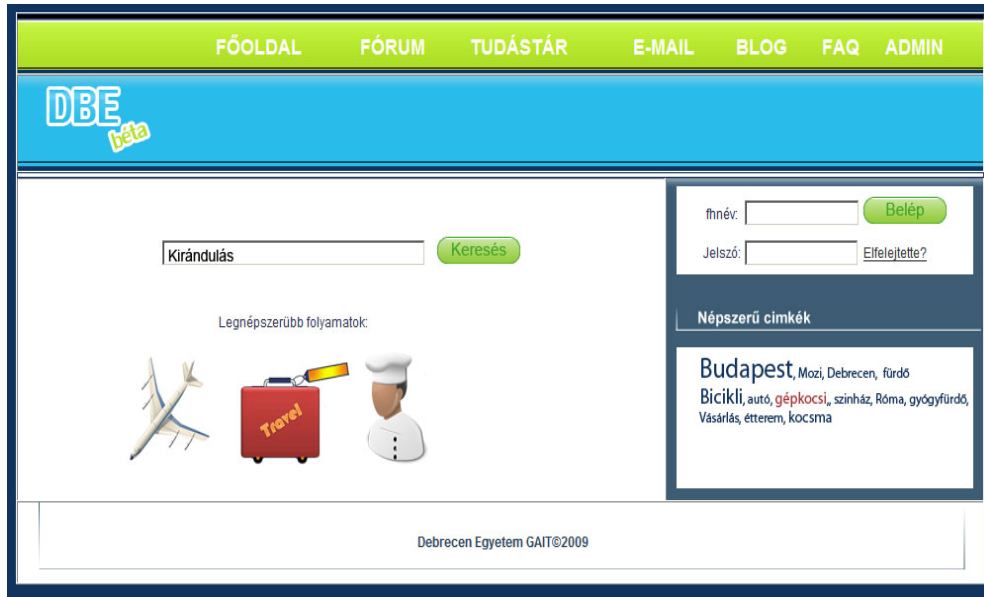 FŐOLDAL FÓRUM TUDÁSTÁR E-MAIL BLOG FAQ ADMIN
DBE
béta
Kirándulás
Keresés
Legnépszerübb folyamatok:
Travel
fhnév:
Belép
Jelszó:
Elfelejtette?
Népszerű cimkék
Budapest, Mozi, Debrecen, fürdő
Bicikli, autó, gépkocsi,, szinház, Róma, gyógyfürdő,
Vásárlás, étterem, kocsma
Debrecen Egyetem GAIT©2009